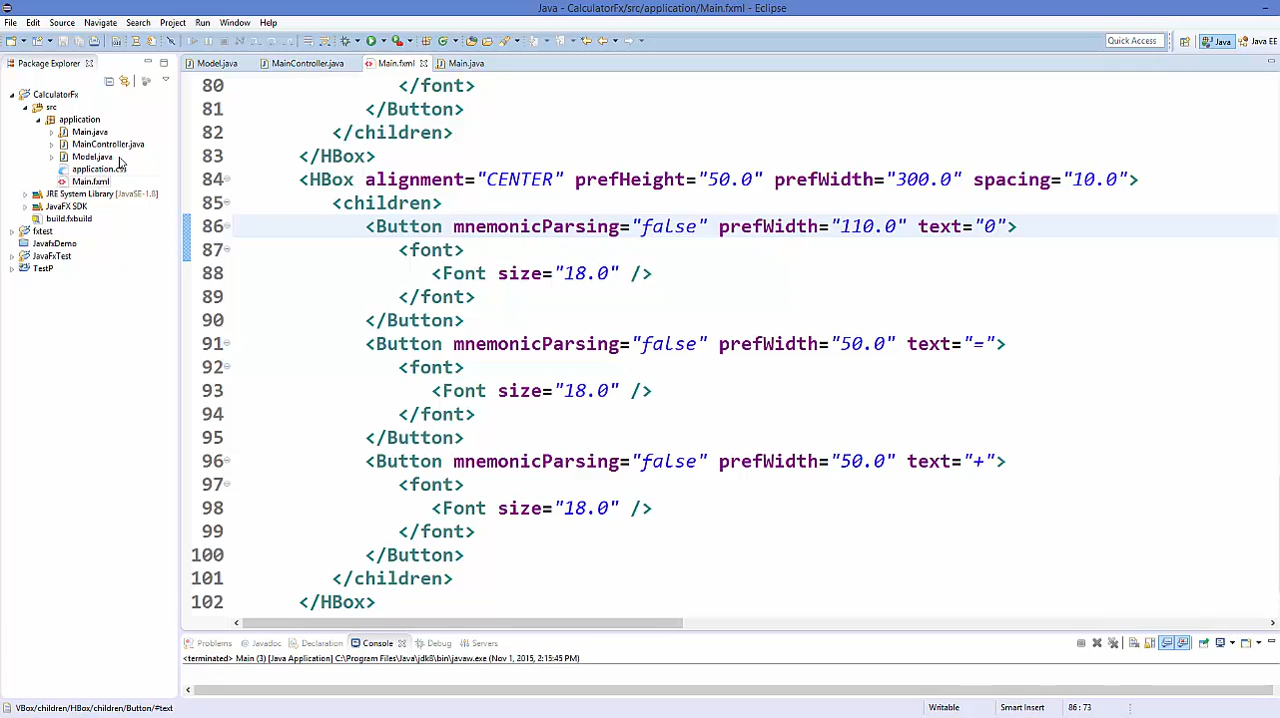 Java - CalculatorFx/src/application/Main.fxml - Eclipse
File Edit Source Navigate Search Project Run Window Help
Quick Access Java Java EE
Package Explorer Model.java MainController.java Main.fxml Main.java
CalculatorFx
src
application
Main.java
MainController.java
Model.java
application.css
Main.fxml
JRE System Library [JavaSE-1.8]
JavaFX SDK
build.fxbuild
fxtest
JavafxDemo
JavaFxTest
TestP
80 </font>
81 </Button>
82 </children>
83 </HBox>
84 <HBox alignment="CENTER" prefHeight="50.0" prefWidth="300.0" spacing="10.0">
85 <children>
86 <Button mnemonicParsing="false" prefWidth="110.0" text="0">
87 <font>
88 <Font size="18.0" />
89 </font>
90 </Button>
91 <Button mnemonicParsing="false" prefWidth="50.0" text="=">
92 <font>
93 <Font size="18.0" />
94 </font>
95 </Button>
96 <Button mnemonicParsing="false" prefWidth="50.0" text="+">
97 <font>
98 <Font size="18.0" />
99 </font>
100 </Button>
101 </children>
102 </HBox>
Problems Javadoc Declaration Console Debug Servers
<terminated> Main (3) [Java Application] C:\Program Files\Java\jdk8\bin\javaw.exe (Nov 1, 2015, 2:15:45 PM)
VBox/children/HBox/children/Button/#text Writable Smart Insert 86 : 73